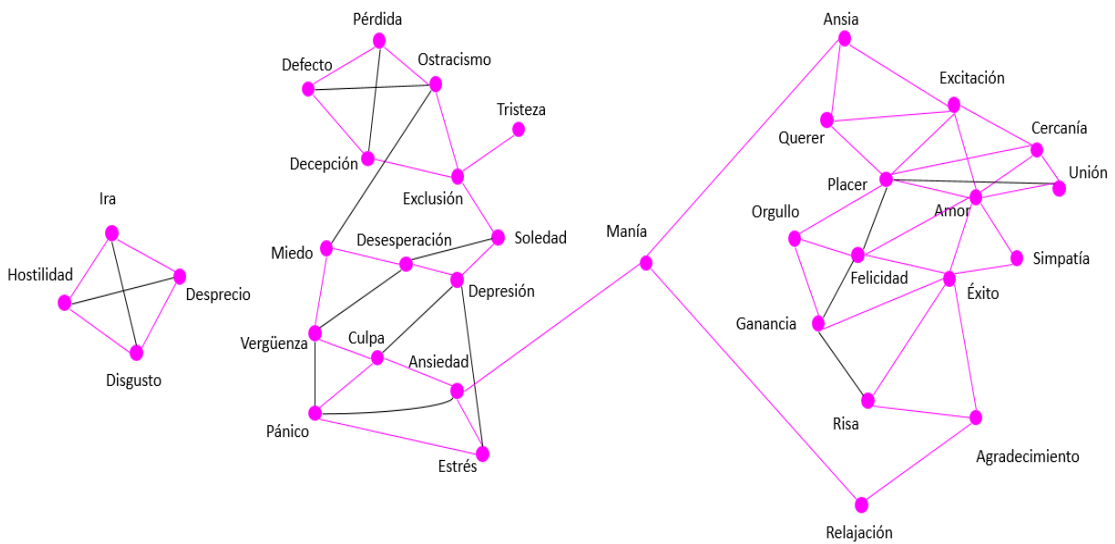 Pérdida
Ansia
Ostracismo
Defecto
Excitación
Tristeza
Cercanía
Querer
Decepción
Unión
Placer
Exclusión
Ira
Amor
Orgullo
Manía
Desesperación
Soledad
Miedo
Simpatía
Hostilidad
Felicidad
Desprecio
Depresión
Éxito
Ganancia
Culpa
Vergüenza
Ansiedad
Disgusto
Risa
Pánico
Agradecimiento
Estrés
Relajación